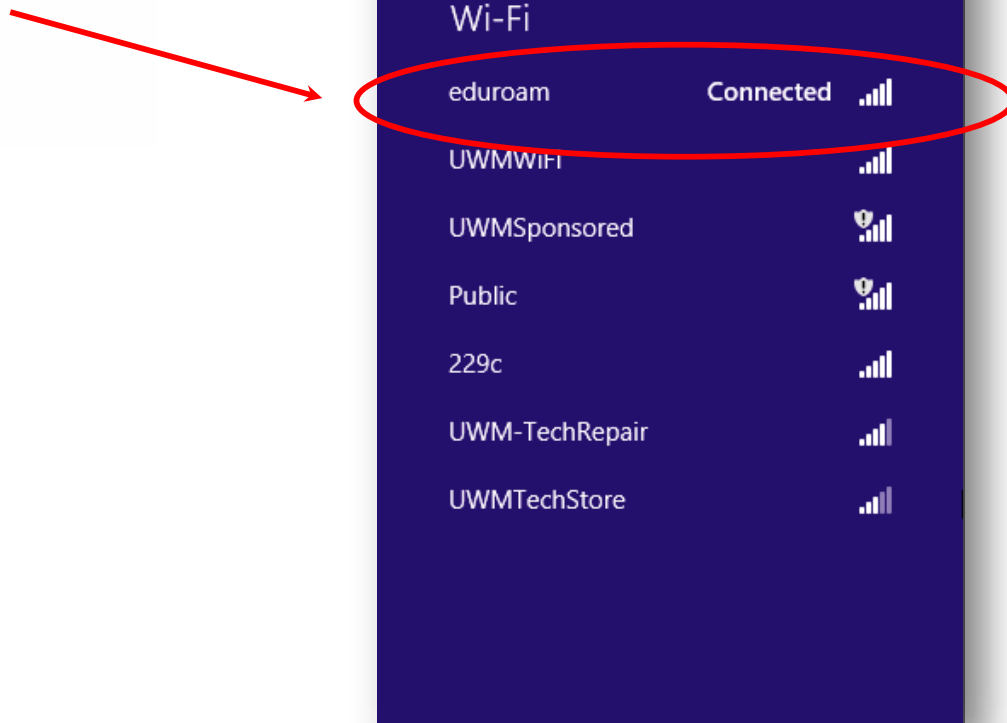 Wi-Fi
eduroam Connected
UWMWiFi
UWMSponsored
Public
229c
UWM-TechRepair
UWMTechStore